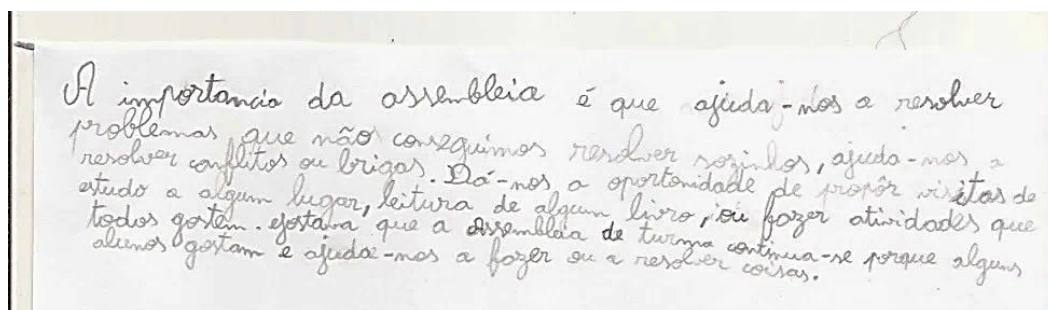 A importancia da assembleia é que ajuda-nos a resolver
problemas que não conseguimos resolver sozinhos, ajuda-nos a
resolver conflitos ou brigas. Dá-nos a oportonidade de propôr visitas de
estudo a algum lugar, leitura de algum livro, ou fazer atividades que
todos gostem. gostava que a assembleia de turma continua-se porque alguns
alunos gostam e ajuda-nos a fazer ou a resolver coisas.